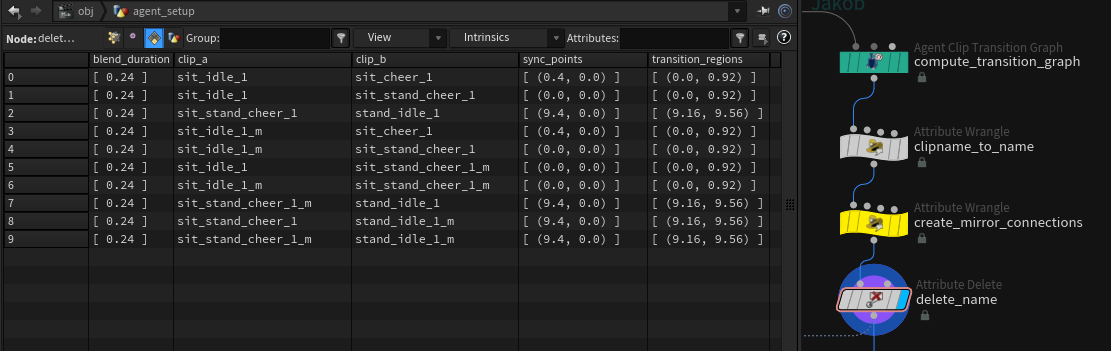 obj
agent_setup
Node: delet...
Group:
View
Intrinsics
Attributes:
blend_duration clip_a clip_b sync_points transition_regions
0 [ 0.24 ] sit_idle_1 sit_cheer_1 [ (0.4, 0.0) ] [ (0.0, 0.92) ]
1 [ 0.24 ] sit_idle_1 sit_stand_cheer_1 [ (0.0, 0.0) ] [ (0.0, 0.92) ]
2 [ 0.24 ] sit_stand_cheer_1 stand_idle_1 [ (9.4, 0.0) ] [ (9.16, 9.56) ]
3 [ 0.24 ] sit_idle_1_m sit_cheer_1 [ (0.4, 0.0) ] [ (0.0, 0.92) ]
4 [ 0.24 ] sit_idle_1_m sit_stand_cheer_1 [ (0.0, 0.0) ] [ (0.0, 0.92) ]
5 [ 0.24 ] sit_idle_1 sit_stand_cheer_1_m [ (0.0, 0.0) ] [ (0.0, 0.92) ]
6 [ 0.24 ] sit_idle_1_m sit_stand_cheer_1_m [ (0.0, 0.0) ] [ (0.0, 0.92) ]
7 [ 0.24 ] sit_stand_cheer_1_m stand_idle_1 [ (9.4, 0.0) ] [ (9.16, 9.56) ]
8 [ 0.24 ] sit_stand_cheer_1 stand_idle_1_m [ (9.4, 0.0) ] [ (9.16, 9.56) ]
9 [ 0.24 ] sit_stand_cheer_1_m stand_idle_1_m [ (9.4, 0.0) ] [ (9.16, 9.56) ]
Jakob
Agent Clip Transition Graph
compute_transition_graph
Attribute Wrangle
clipname_to_name
Attribute Wrangle
create_mirror_connections
Attribute Delete
delete_name